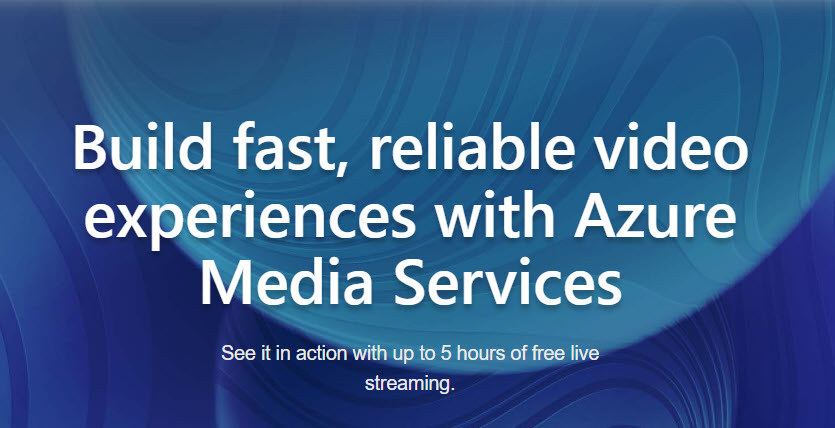 Build fast, reliable video
experiences with Azure
Media Services
See it in action with up to 5 hours of free live
streaming.